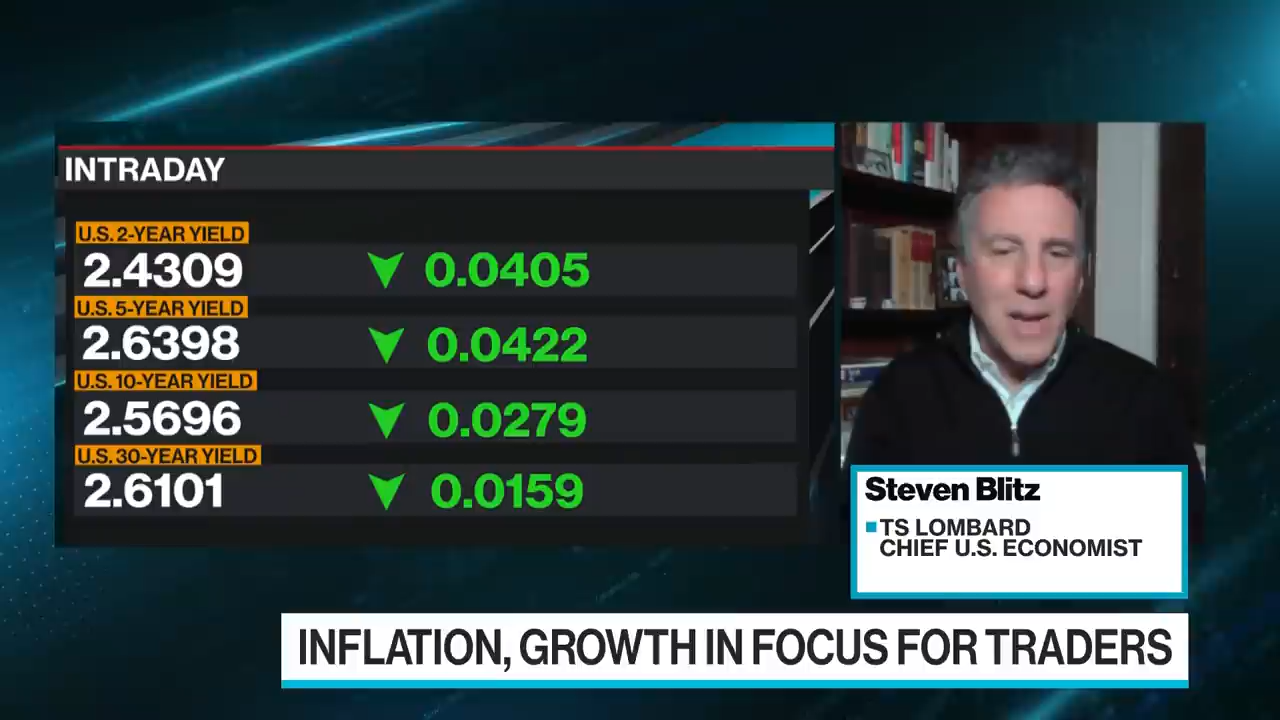 INTRADAY
U.S. 2-YEAR YIELD
2.4309 ▼ 0.0405
U.S. 5-YEAR YIELD
2.6398 ▼ 0.0422
U.S. 10-YEAR YIELD
2.5696 ▼ 0.0279
U.S. 30-YEAR YIELD
2.6101 ▼ 0.0159
Steven Blitz
TS LOMBARD
CHIEF U.S. ECONOMIST
INFLATION, GROWTH IN FOCUS FOR TRADERS